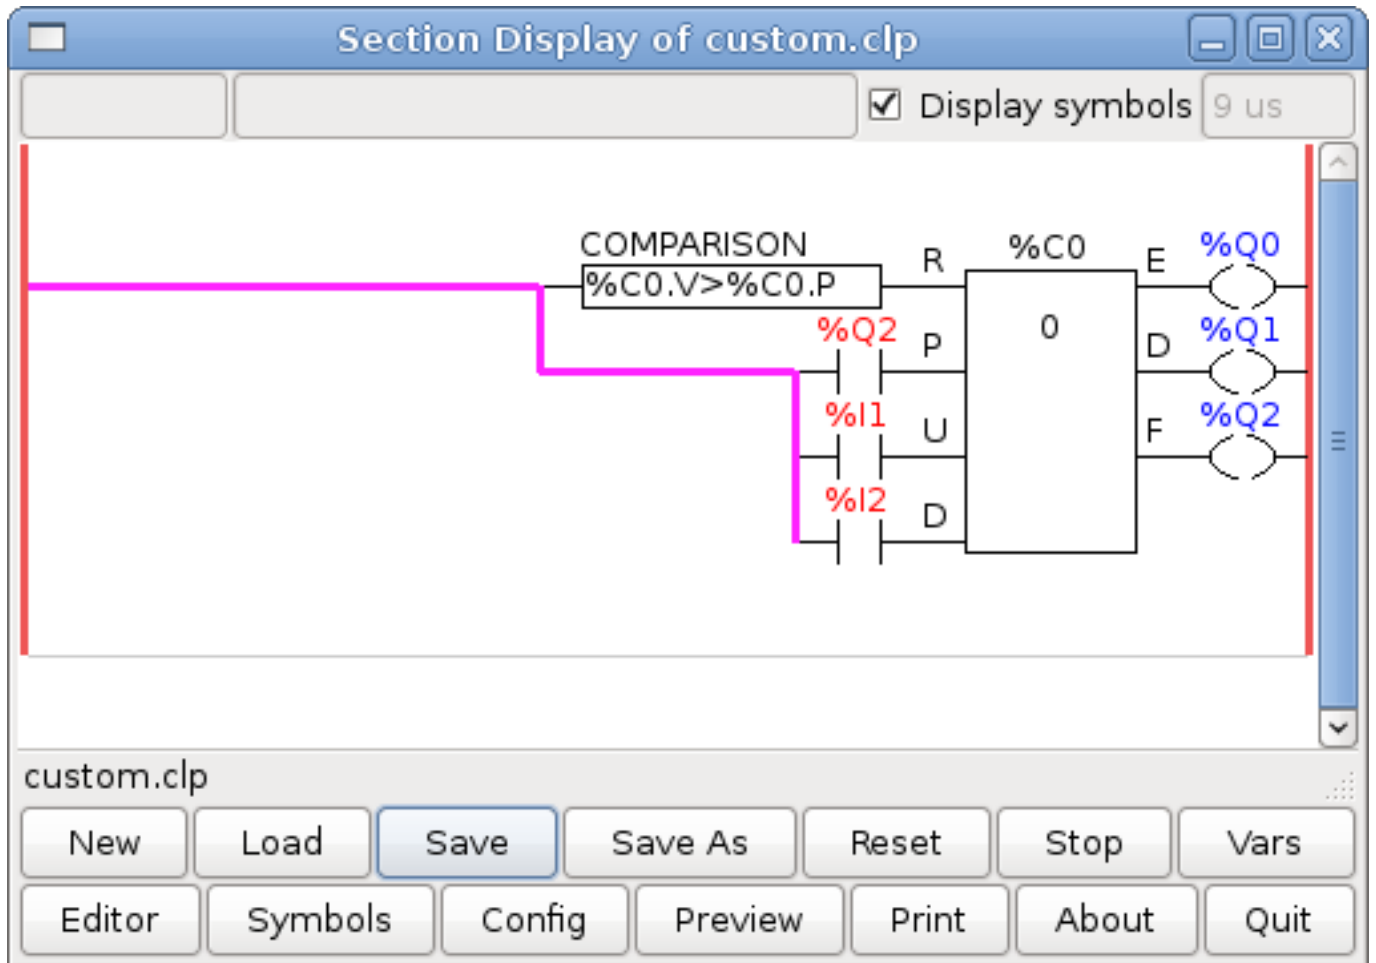 Section Display of custom.clp
Display symbols 9 us
COMPARISON R %C0 E %Q0
%C0.V>%C0.P
%Q2 P 0 D %Q1
%I1 U F %Q2
%I2 D
custom.clp
New Load Save Save As Reset Stop Vars
Editor Symbols Config Preview Print About Quit